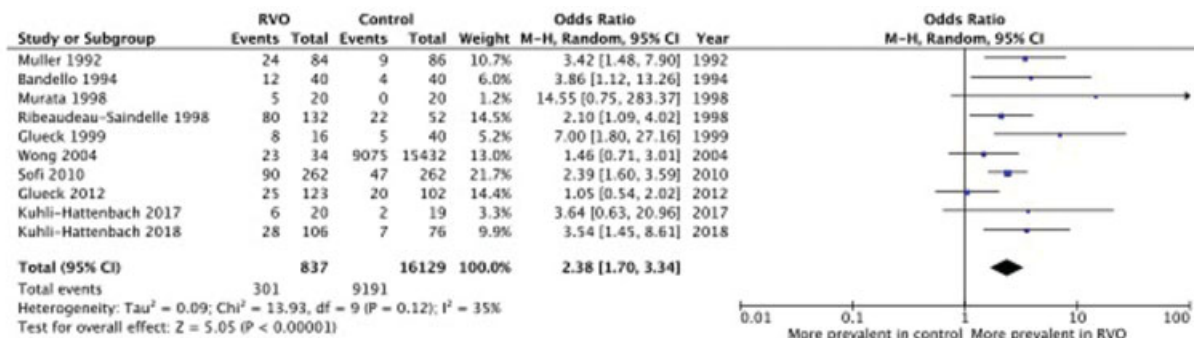 RVO Control Odds Ratio Odds Ratio
Study or Subgroup Events Total Events Total Weight M-H, Random, 95% CI Year M-H, Random, 95% CI
Muller 1992 24 84 9 86 10.7% 3.42 [1.48, 7.90] 1992
Bandello 1994 12 40 4 40 6.0% 3.86 [1.12, 13.26] 1994
Murata 1998 5 20 0 20 1.2% 14.55 [0.75, 283.37] 1998
Ribeaudeau-Saindelle 1998 80 132 22 52 14.5% 2.10 [1.09, 4.02] 1998
Glueck 1999 8 16 5 40 5.2% 7.00 [1.80, 27.16] 1999
Wong 2004 23 34 9075 15432 13.0% 1.46 [0.71, 3.01] 2004
Sofi 2010 90 262 47 262 21.7% 2.39 [1.60, 3.59] 2010
Glueck 2012 25 123 20 102 14.4% 1.05 [0.54, 2.02] 2012
Kuhli-Hattenbach 2017 6 20 2 19 3.3% 3.64 [0.63, 20.96] 2017
Kuhli-Hattenbach 2018 28 106 7 76 9.9% 3.54 [1.45, 8.61] 2018
Total (95% CI) 837 16129 100.0% 2.38 [1.70, 3.34]
Total events 301 9191
Heterogeneity: Tau² = 0.09; Chi² = 13.93, df = 9 (P = 0.12); I² = 35%
Test for overall effect: Z = 5.05 (P < 0.00001)
0.01 0.1 1 10 100
More prevalent in control More prevalent in RVO